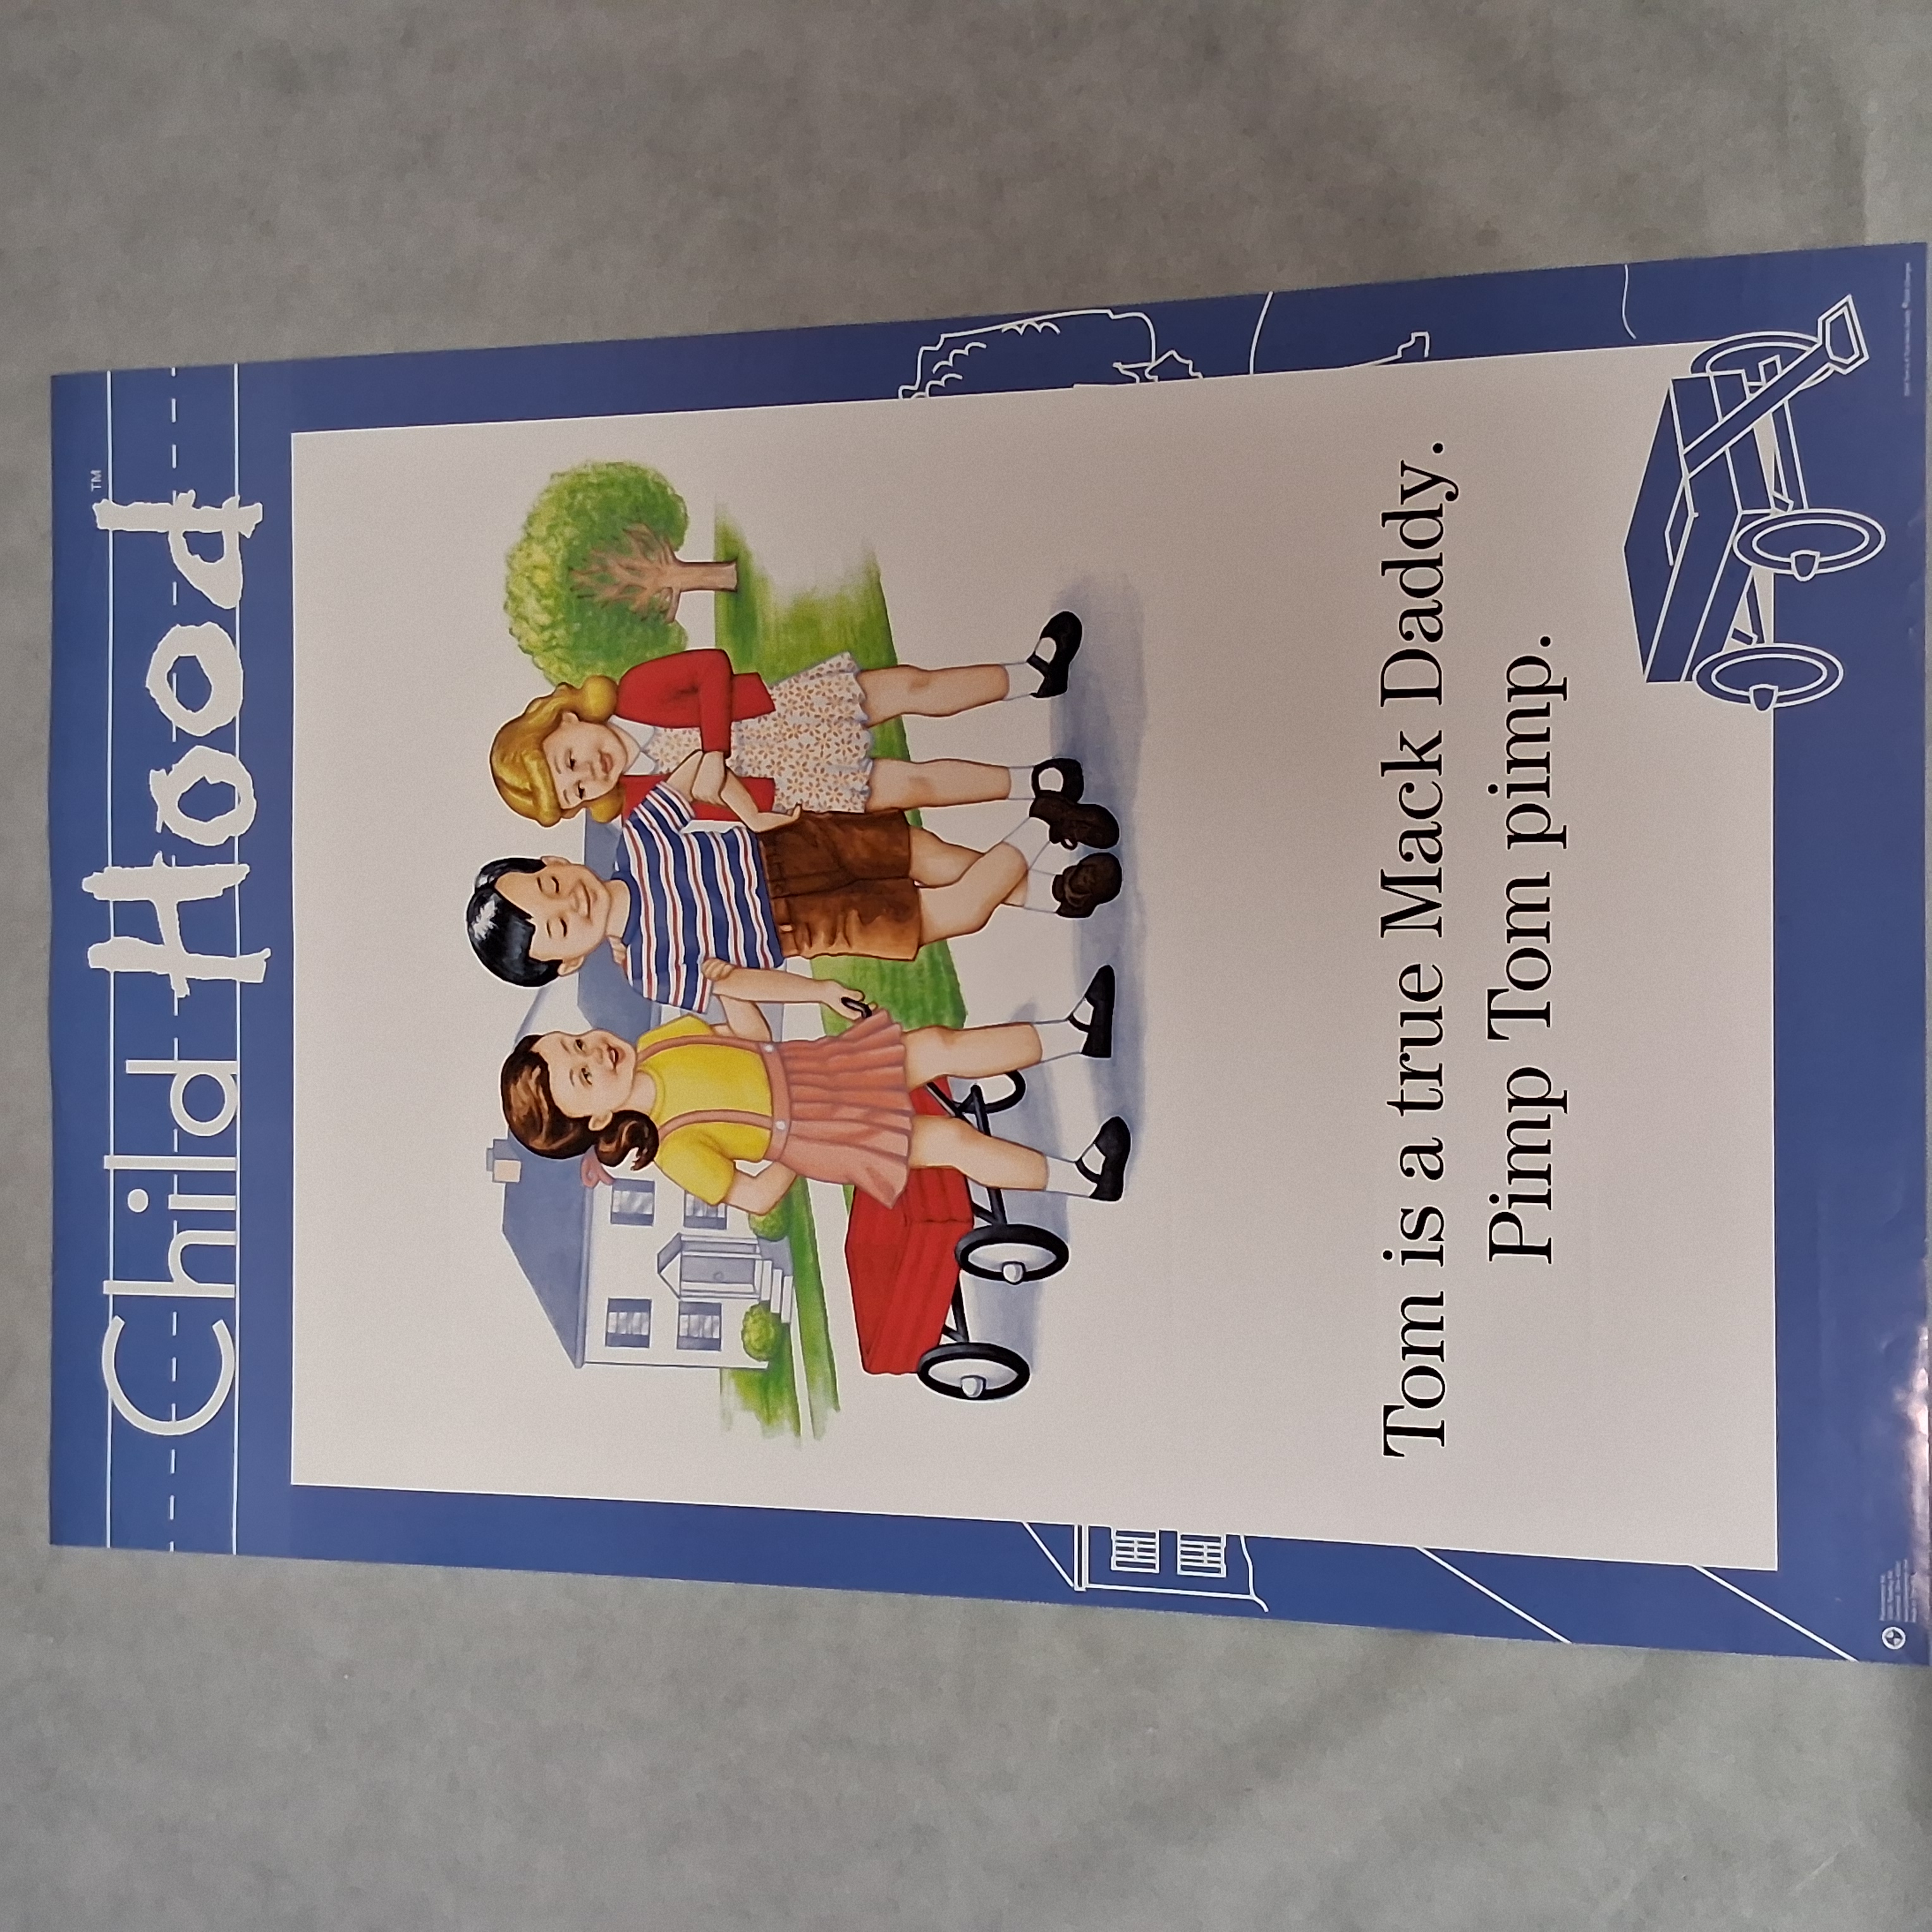 Child Hood™
Tom is a true Mack Daddy.
Pimp Tom pimp.